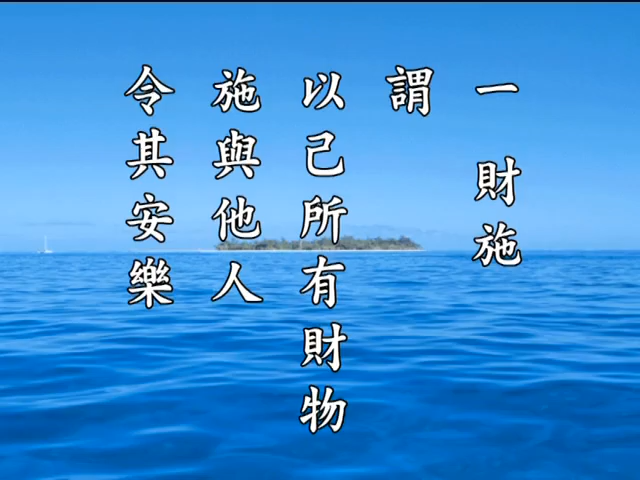 一 財施
謂
以己所有財物
施與他人
令其安樂